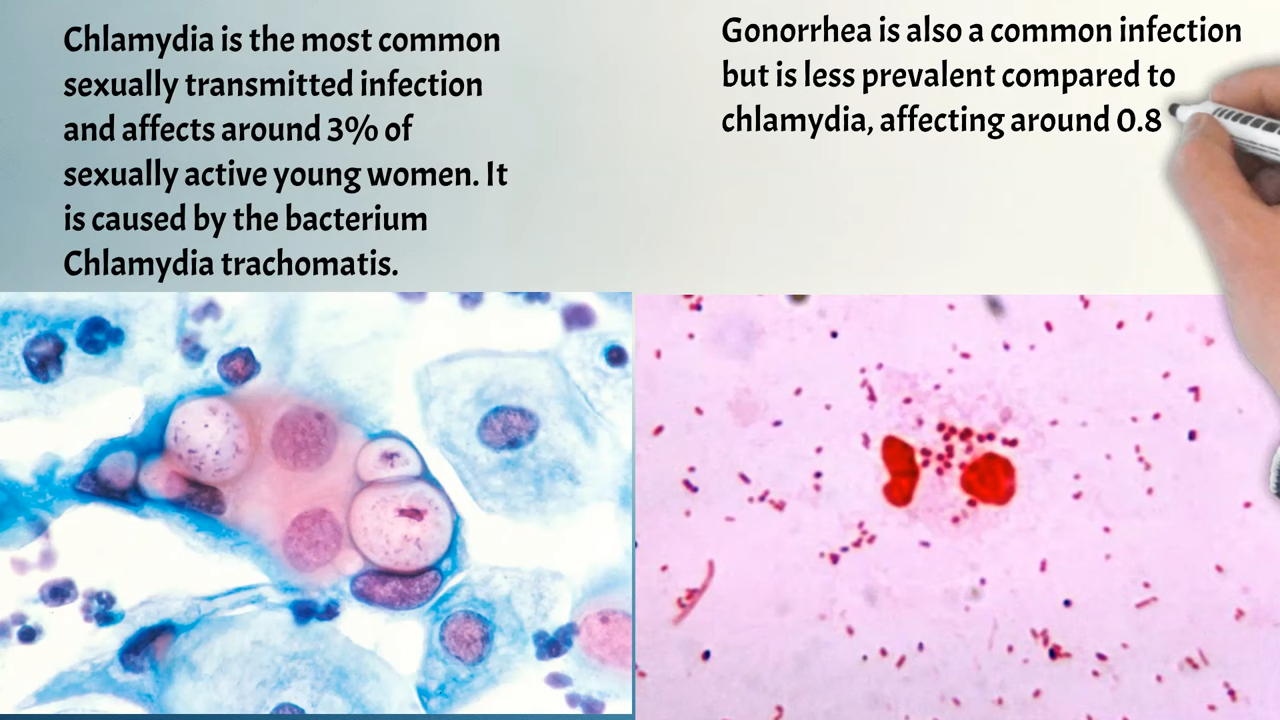 Chlamydia is the most common
sexually transmitted infection
and affects around 3% of
sexually active young women. It
is caused by the bacterium
Chlamydia trachomatis.
Gonorrhea is also a common infection
but is less prevalent compared to
chlamydia, affecting around 0.8